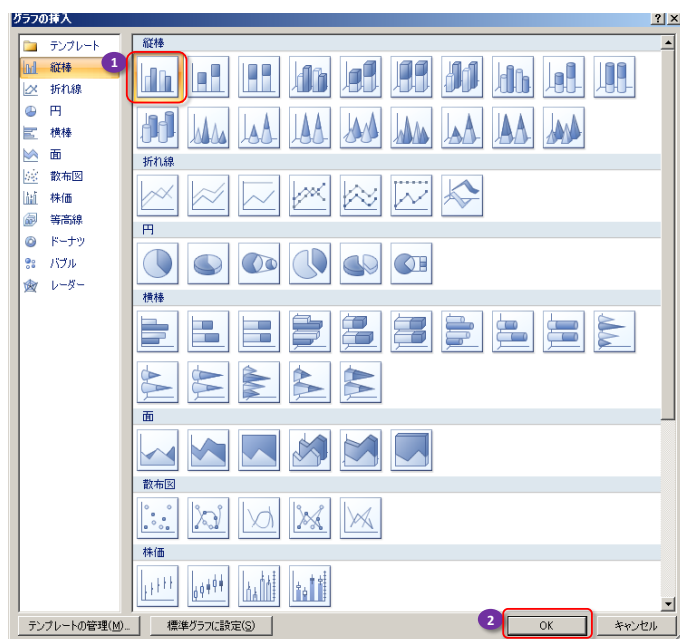 グラフの挿入
テンプレート
縦棒
折れ線
円
横棒
面
散布図
株価
等高線
ドーナツ
バブル
レーダー
1
縦棒
折れ線
円
横棒
面
散布図
株価
2
テンプレートの管理(M)...
標準グラフに設定(S)
OK
キャンセル